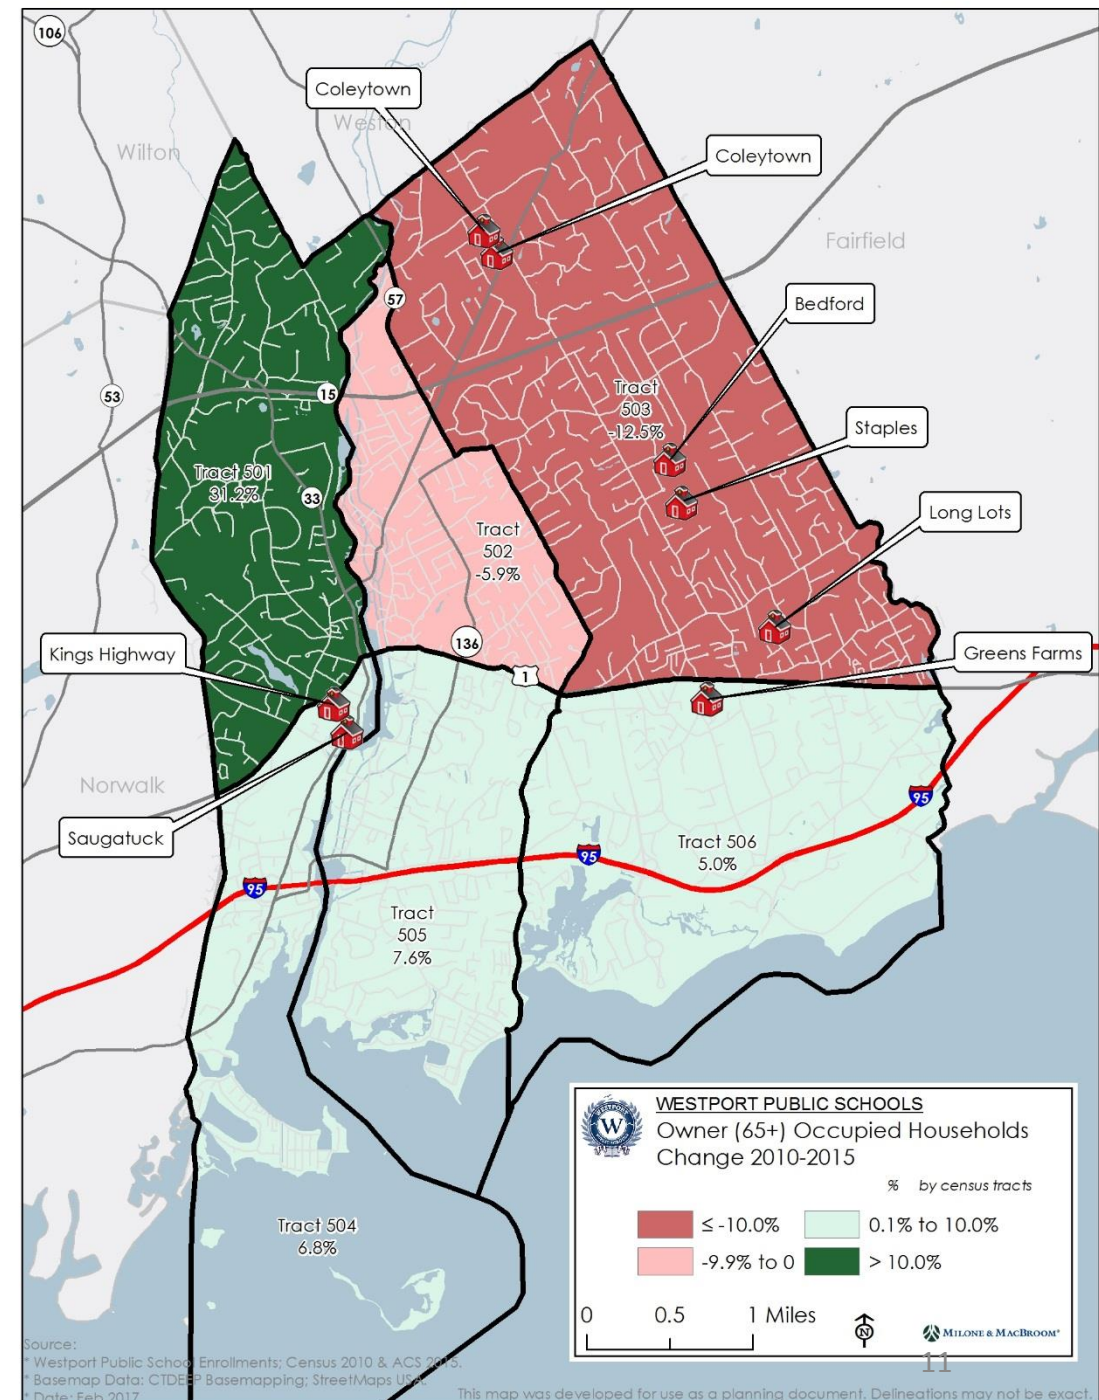 106
Coleytown
Weston
Wilton
Coleytown
Fairfield
Bedford
57
53
15
Tract
503
-12.5%
Staples
Tract 501
31.2%
33
Long Lots
Tract
502
-5.9%
Kings Highway
136
Greens Farms
1
Norwalk
95
Saugatuck
Tract 506
5.0%
95
95
Tract
505
7.6%
WESTPORT
W
WESTPORT PUBLIC SCHOOLS
Owner (65+) Occupied Households
Change 2010-2015
% by census tracts
≤ -10.0%
0.1% to 10.0%
-9.9% to 0
> 10.0%
Tract 504
6.8%
0 0.5 1 Miles
N
MILONE & MACBROOM®
11
Source:
* Westport Public School Enrollments; Census 2010 & ACS 2015.
* Basemap Data: CTDEEP Basemapping; StreetMaps USA.
* Date: Feb 2017
This map was developed for use as a planning document. Delineations may not be exact.